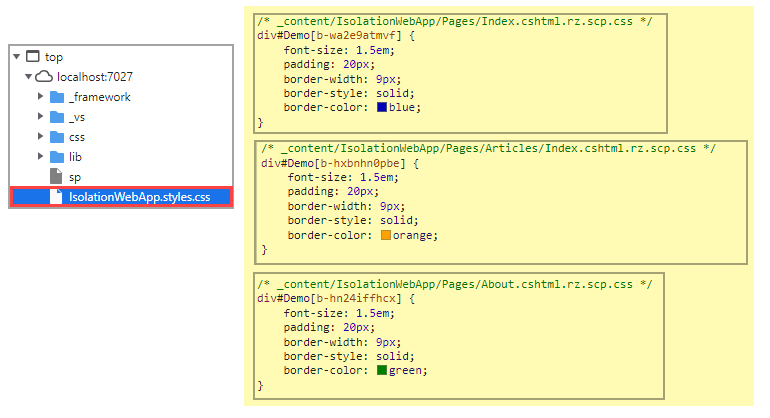 top
localhost:7027
_framework
_vs
css
lib
sp
IsolationWebApp.styles.css
/* _content/IsolationWebApp/Pages/Index.cshtml.rz.scp.css */
div#Demo[b-wa2e9atmvf] {
    font-size: 1.5em;
    padding: 20px;
    border-width: 9px;
    border-style: solid;
    border-color: blue;
}
/* _content/IsolationWebApp/Pages/Articles/Index.cshtml.rz.scp.css */
div#Demo[b-hxbnhn0pbe] {
    font-size: 1.5em;
    padding: 20px;
    border-width: 9px;
    border-style: solid;
    border-color: orange;
}
/* _content/IsolationWebApp/Pages/About.cshtml.rz.scp.css */
div#Demo[b-hn24iffhcx] {
    font-size: 1.5em;
    padding: 20px;
    border-width: 9px;
    border-style: solid;
    border-color: green;
}